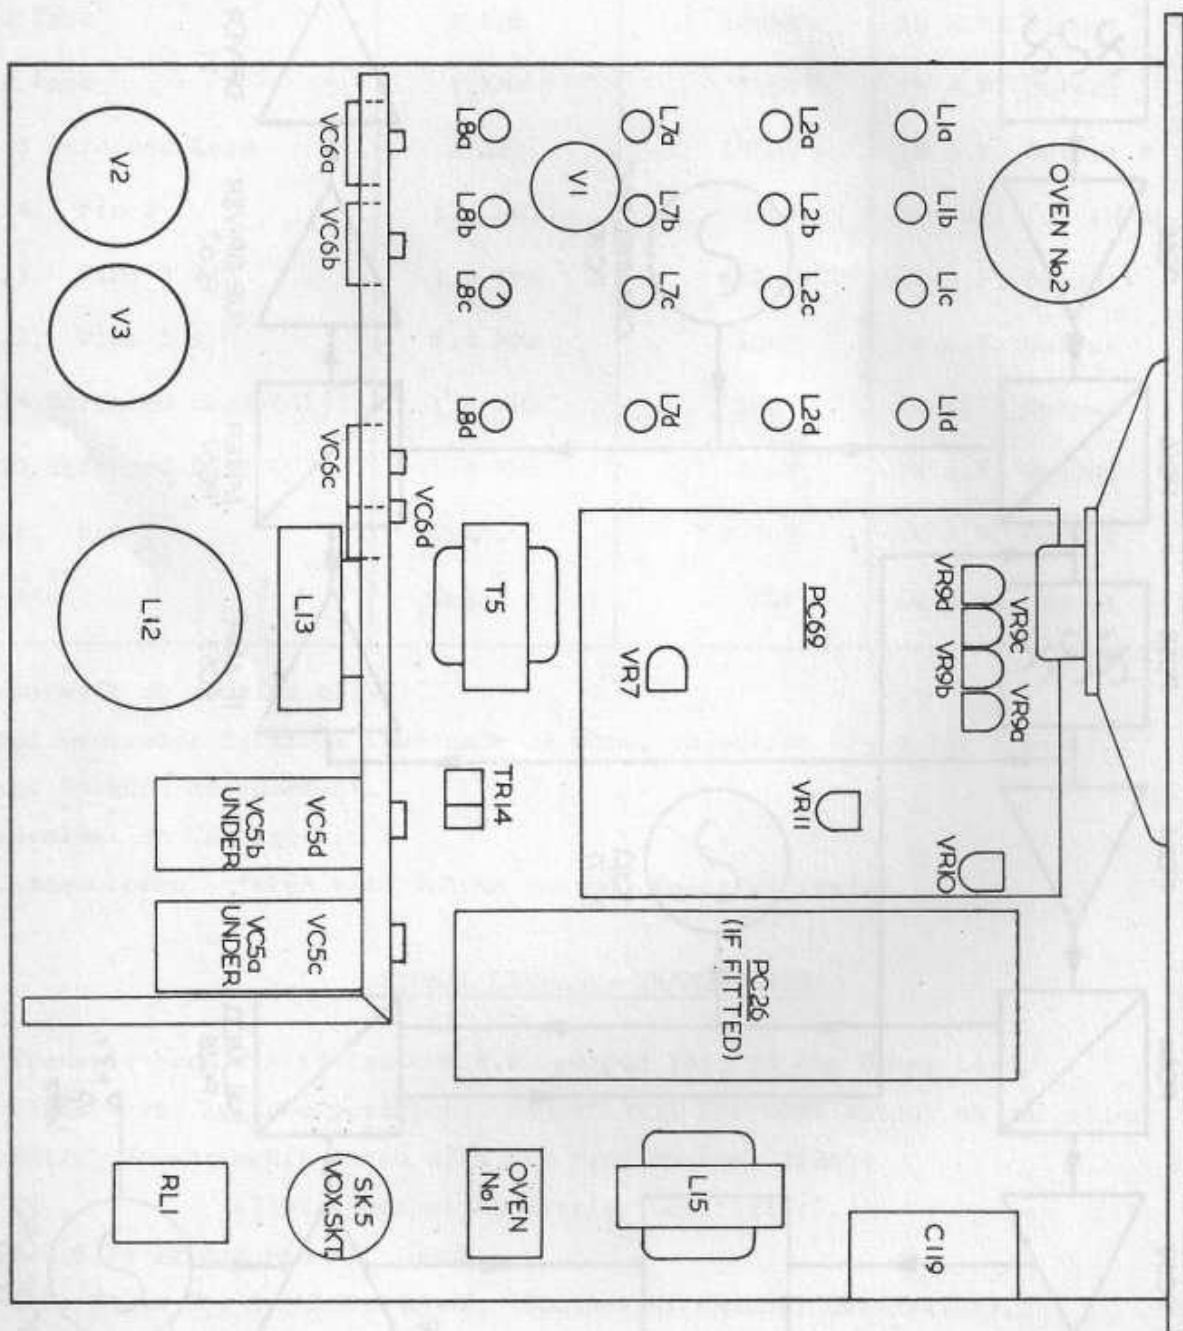 OVEN No2
L1a
L1b
L1c
L1d
VR9d
VR9c
VR9b
VR9a
VR10
C119
L2a
L2b
L2c
L2d
PC69
VR11
PC26
(IF FITTED)
L7a
L7b
L7c
L7d
VR7
L15
V1
L8a
L8b
L8c
L8d
T5
TR14
OVEN
No1
VC6d
VC6a
VC6b
VC6c
L13
VC5d
VC5b
UNDER
VC5c
VC5a
UNDER
SK5
VOX.SKT
V2
V3
L12
RL1